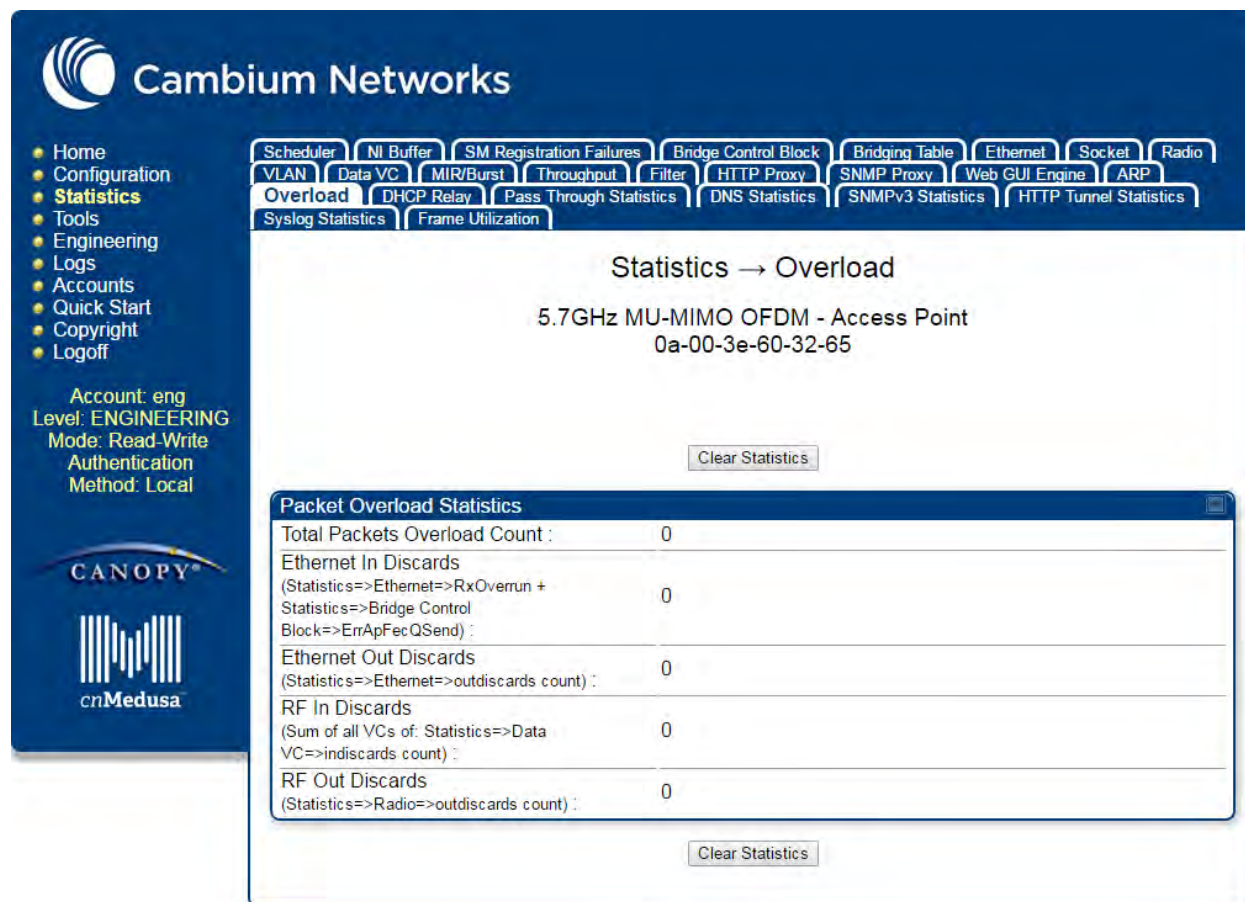 Cambium Networks
Home
Configuration
Statistics
Tools
Engineering
Logs
Accounts
Quick Start
Copyright
Logoff
Account: eng
Level: ENGINEERING
Mode: Read-Write
Authentication
Method: Local
CANOPY®
cnMedusa
Scheduler NI Buffer SM Registration Failures Bridge Control Block Bridging Table Ethernet Socket Radio
VLAN Data VC MIR/Burst Throughput Filter HTTP Proxy SNMP Proxy Web GUI Engine ARP
Overload DHCP Relay Pass Through Statistics DNS Statistics SNMPv3 Statistics HTTP Tunnel Statistics
Syslog Statistics Frame Utilization
Statistics → Overload
5.7GHz MU-MIMO OFDM - Access Point
0a-00-3e-60-32-65
Clear Statistics
Packet Overload Statistics
Total Packets Overload Count : 0
Ethernet In Discards
(Statistics=>Ethernet=>RxOverrun +
Statistics=>Bridge Control
Block=>ErrApFecQSend) : 0
Ethernet Out Discards
(Statistics=>Ethernet=>outdiscards count) : 0
RF In Discards
(Sum of all VCs of: Statistics=>Data
VC=>indiscards count) : 0
RF Out Discards
(Statistics=>Radio=>outdiscards count) : 0
Clear Statistics